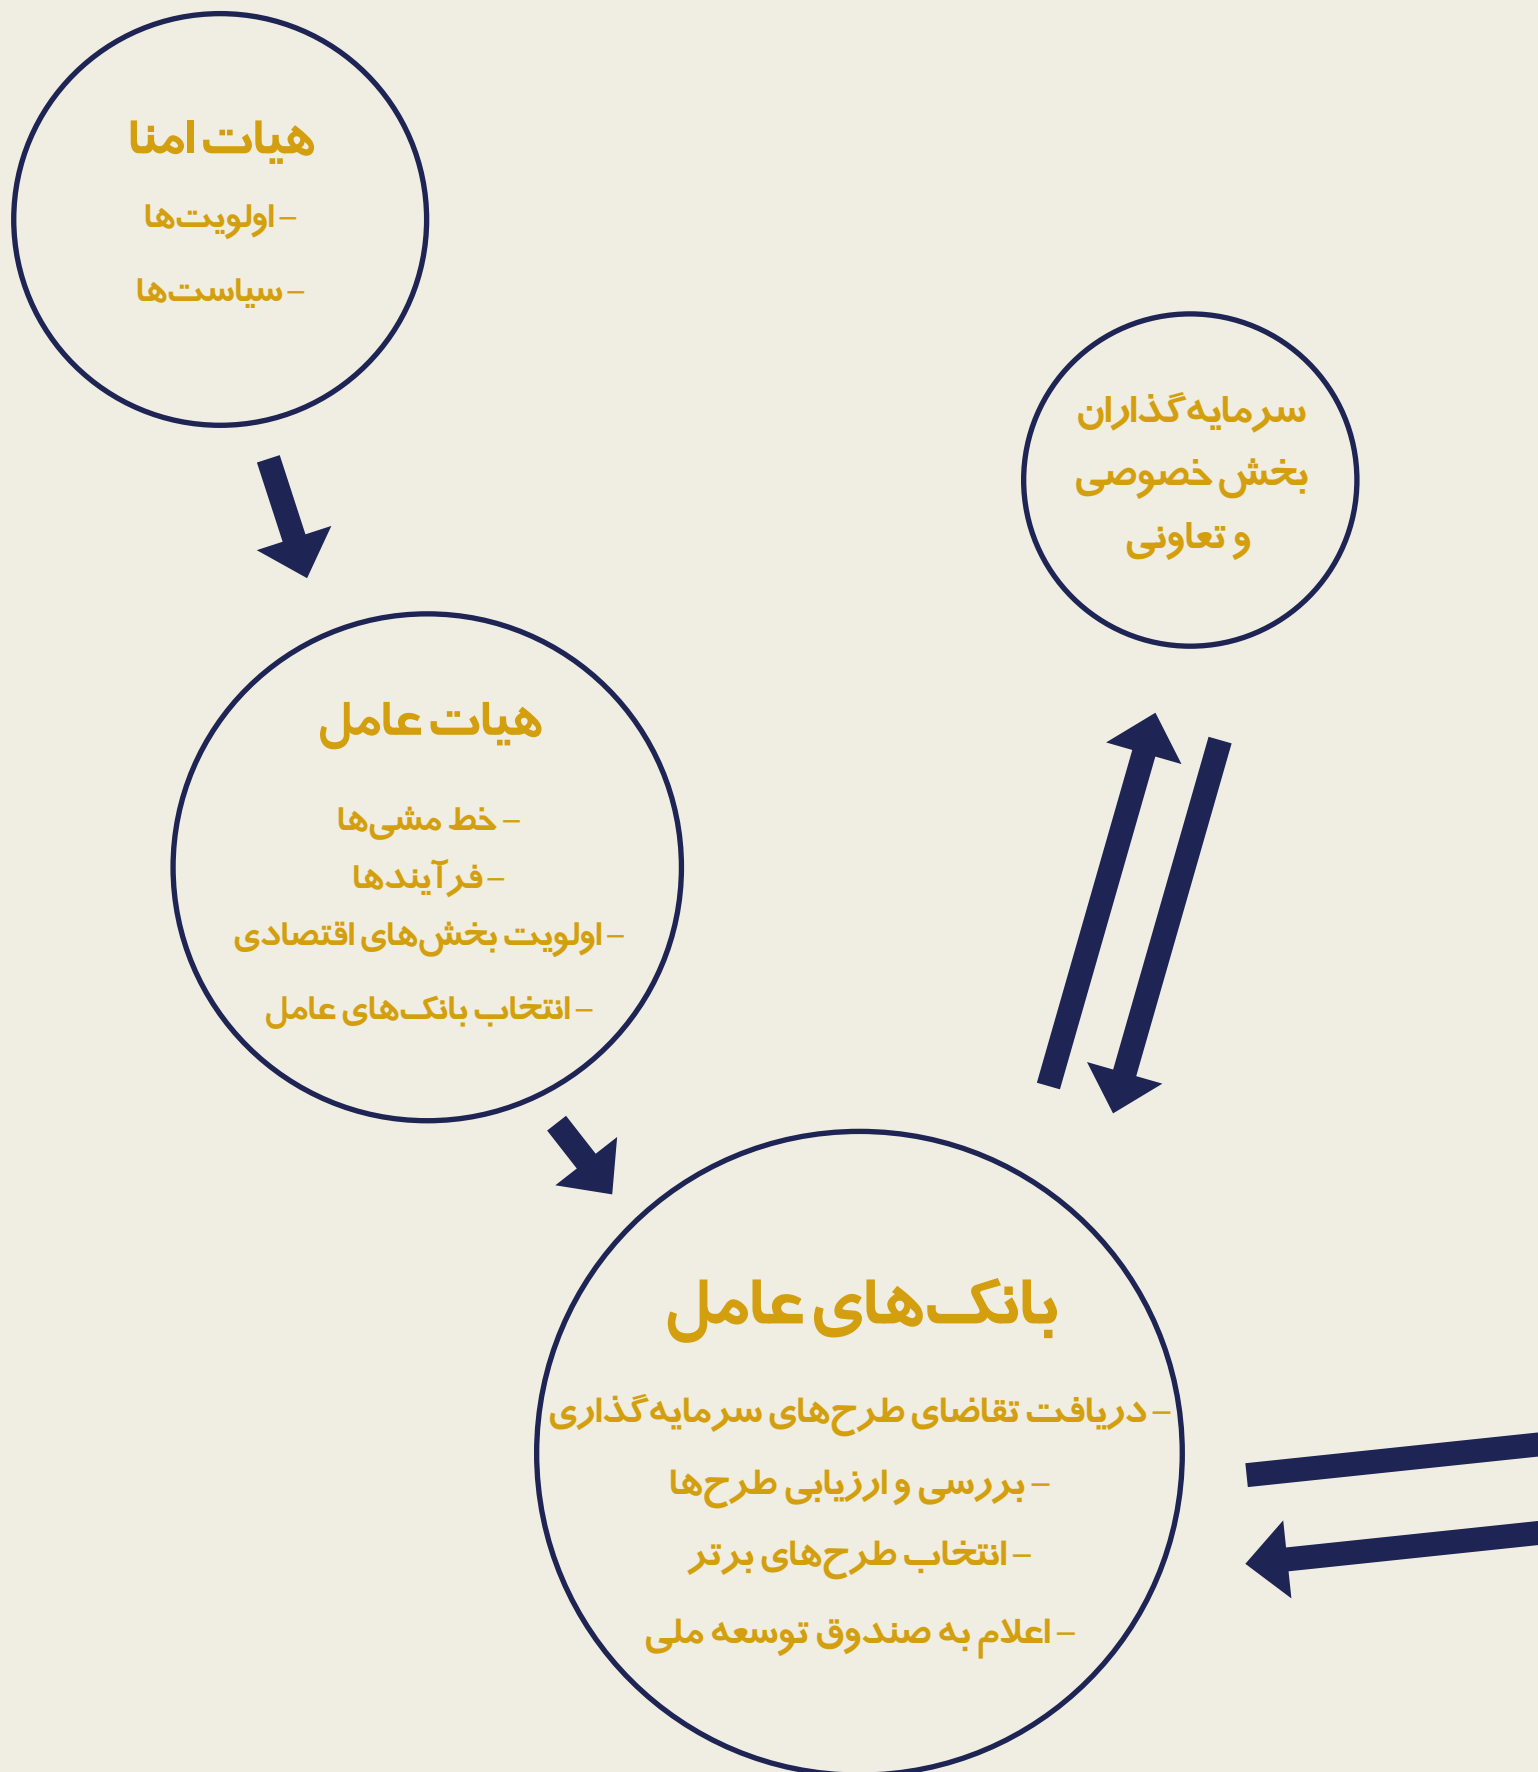 هیات امنا
– اولویت‌ها
– سیاست‌ها
سرمایه‌گذاران
بخش خصوصی
و تعاونی
هیات عامل
– خط مشی‌ها
– فرآیندها
– اولویت بخش‌های اقتصادی
– انتخاب بانک‌های عامل
بانک‌های عامل
– دریافت تقاضای طرح‌های سرمایه‌گذاری
– بررسی و ارزیابی طرح‌ها
– انتخاب طرح‌های برتر
– اعلام به صندوق توسعه ملی